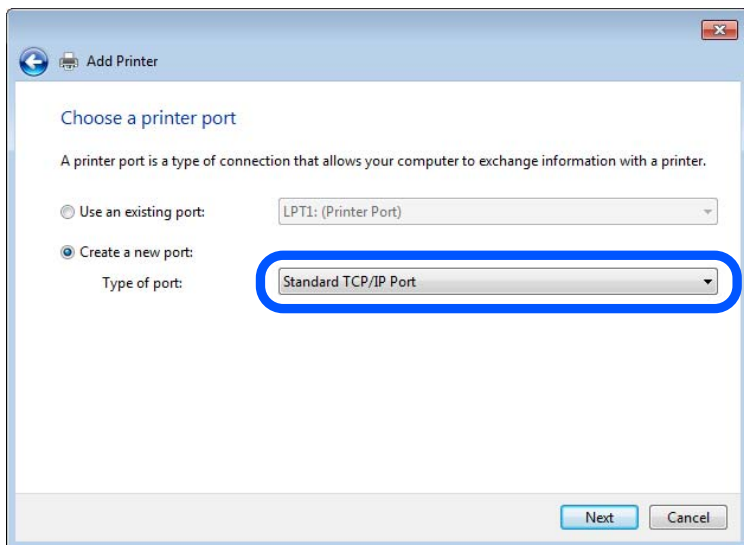 Add Printer
Choose a printer port
A printer port is a type of connection that allows your computer to exchange information with a printer.
Use an existing port: LPT1: (Printer Port)
Create a new port:
Type of port: Standard TCP/IP Port
Next Cancel